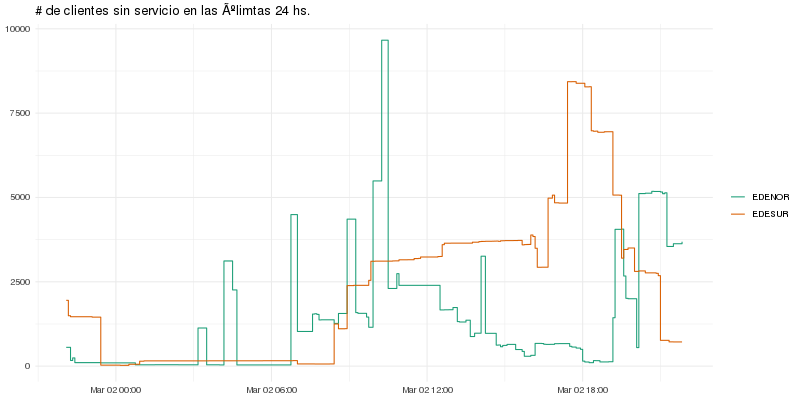 # de clientes sin servicio en las Ãºlimtas 24 hs.
10000
7500
5000
2500
0
Mar 02 00:00
Mar 02 06:00
Mar 02 12:00
Mar 02 18:00
EDENOR
EDESUR